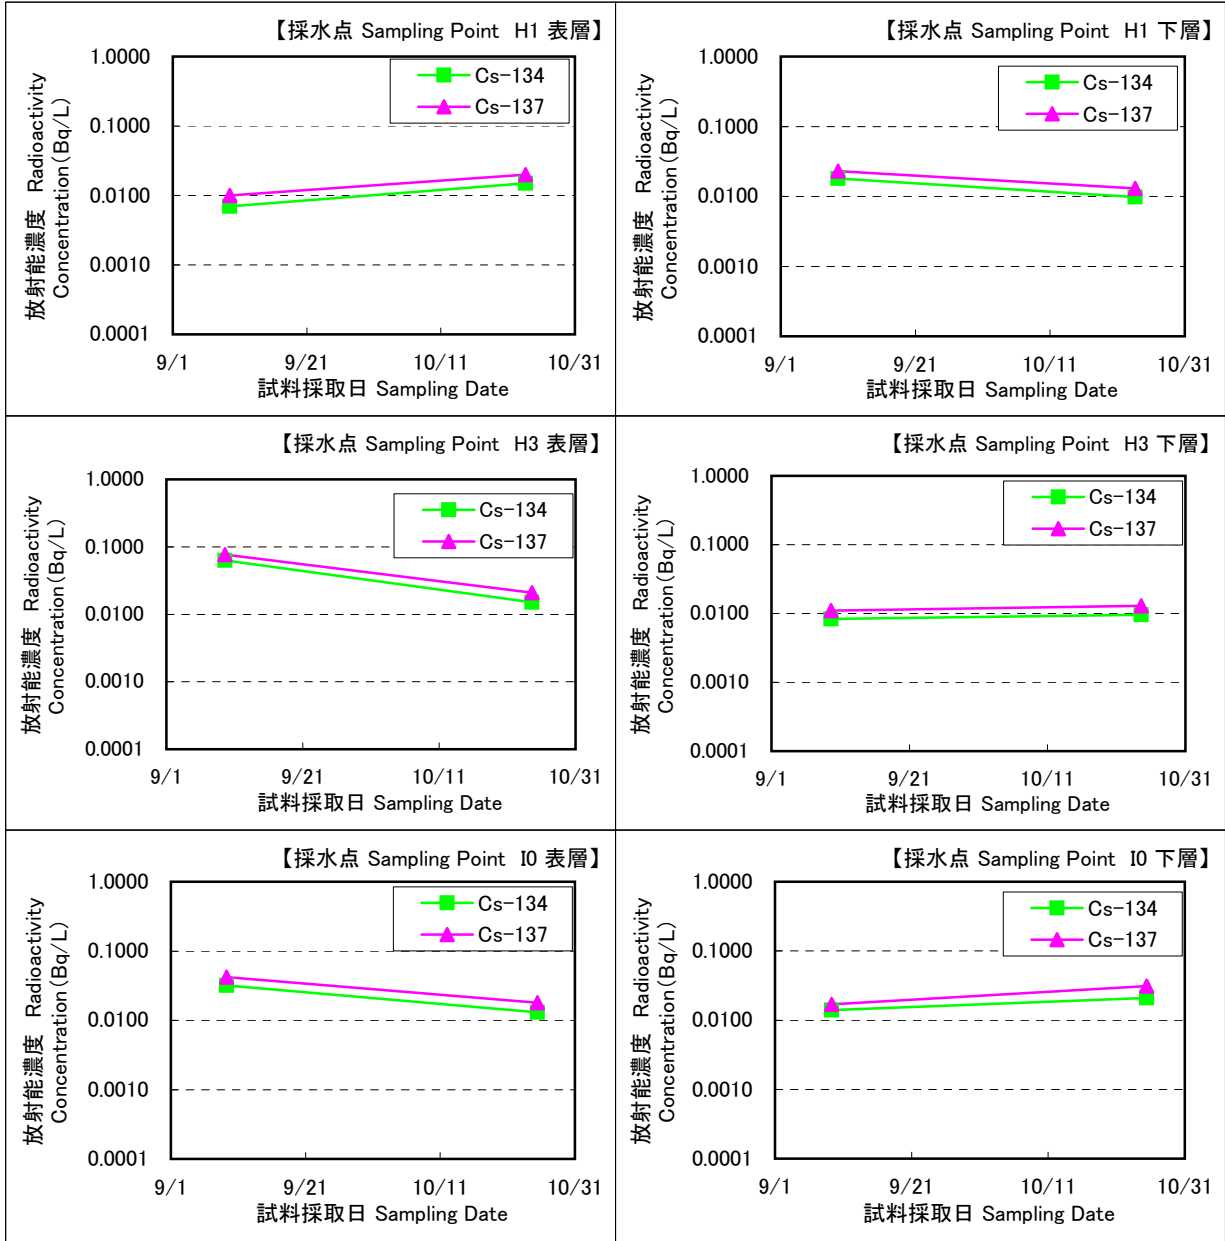 【採水点 Sampling Point H1 表層】
放射能濃度 Radioactivity
Concentration(Bq/L)
1.0000
0.1000
0.0100
0.0010
0.0001
Cs-134
Cs-137
9/1 9/21 10/11 10/31
試料採取日 Sampling Date
【採水点 Sampling Point H1 下層】
放射能濃度 Radioactivity
Concentration(Bq/L)
1.0000
0.1000
0.0100
0.0010
0.0001
Cs-134
Cs-137
9/1 9/21 10/11 10/31
試料採取日 Sampling Date
【採水点 Sampling Point H3 表層】
放射能濃度 Radioactivity
Concentration(Bq/L)
1.0000
0.1000
0.0100
0.0010
0.0001
Cs-134
Cs-137
9/1 9/21 10/11 10/31
試料採取日 Sampling Date
【採水点 Sampling Point H3 下層】
放射能濃度 Radioactivity
Concentration(Bq/L)
1.0000
0.1000
0.0100
0.0010
0.0001
Cs-134
Cs-137
9/1 9/21 10/11 10/31
試料採取日 Sampling Date
【採水点 Sampling Point I0 表層】
放射能濃度 Radioactivity
Concentration(Bq/L)
1.0000
0.1000
0.0100
0.0010
0.0001
Cs-134
Cs-137
9/1 9/21 10/11 10/31
試料採取日 Sampling Date
【採水点 Sampling Point I0 下層】
放射能濃度 Radioactivity
Concentration(Bq/L)
1.0000
0.1000
0.0100
0.0010
0.0001
Cs-134
Cs-137
9/1 9/21 10/11 10/31
試料採取日 Sampling Date